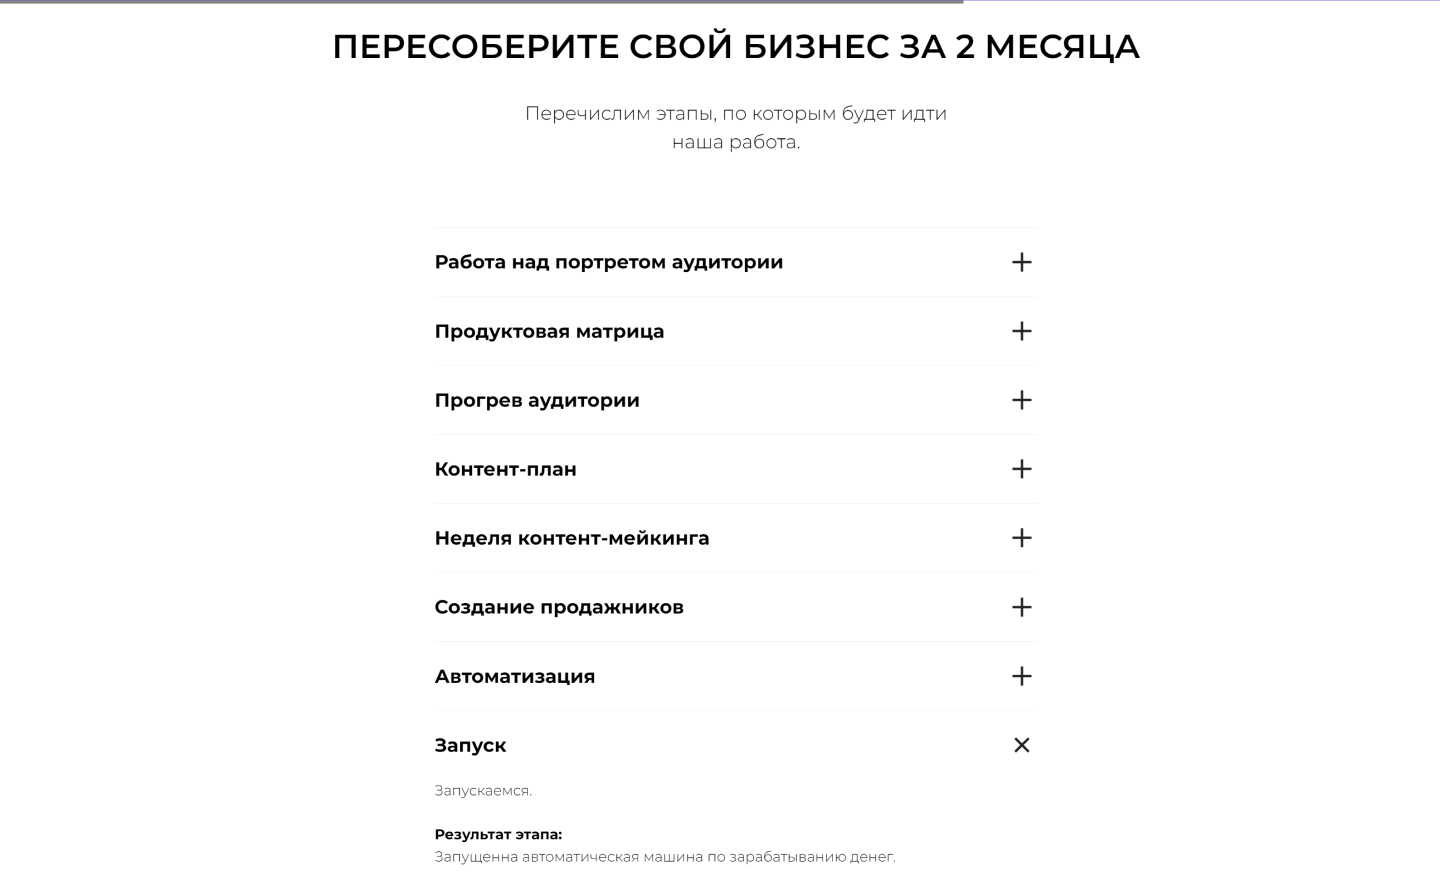 ПЕРЕСОБЕРИТЕ СВОЙ БИЗНЕС ЗА 2 МЕСЯЦА
Перечислим этапы, по которым будет идти
наша работа.
Работа над портретом аудитории
Продуктовая матрица
Прогрев аудитории
Контент-план
Неделя контент-мейкинга
Создание продажников
Автоматизация
Запуск
Запускаемся.
Результат этапа:
Запущенна автоматическая машина по зарабатыванию денег.